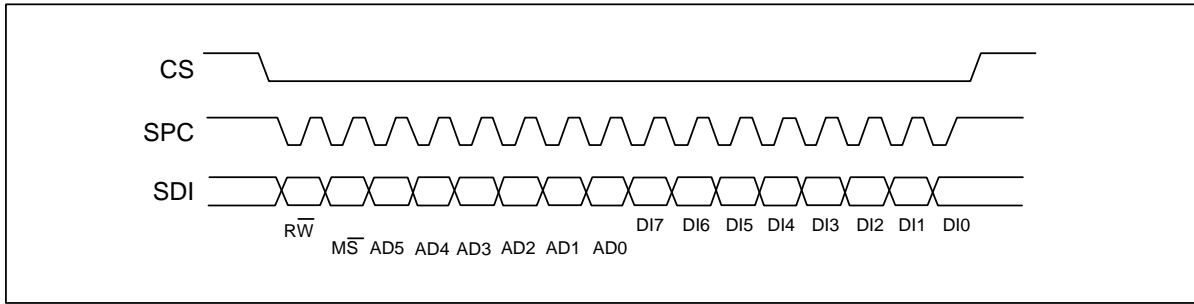 CS
SPC
SDI
RW̅
DI7 DI6 DI5 DI4 DI3 DI2 DI1 DI0
MS̅ AD5 AD4 AD3 AD2 AD1 AD0